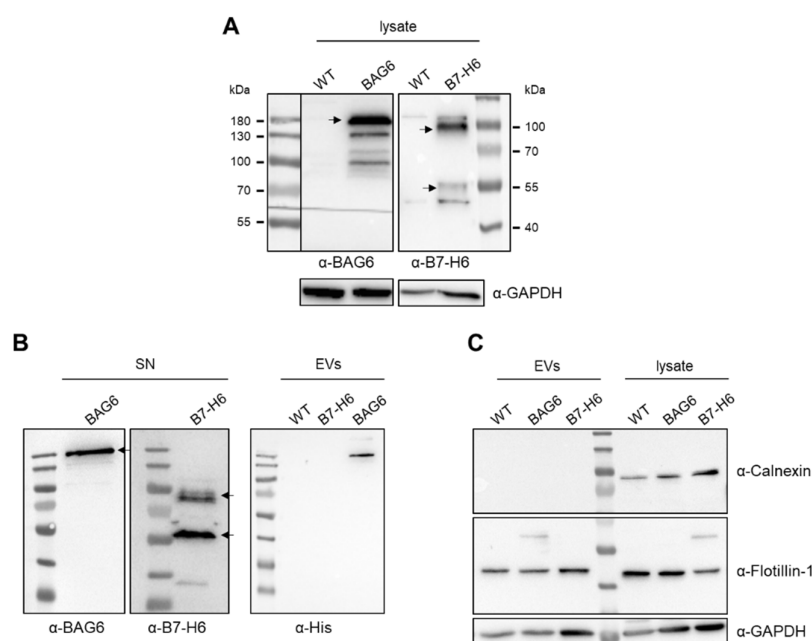 A
lysate
WT BAG6 WT B7-H6
kDa kDa
180
130
100
70
55
100
70
55
40
α-BAG6 α-B7-H6
α-GAPDH
B
SN EVs
BAG6 B7-H6 WT B7-H6 BAG6
α-BAG6 α-B7-H6 α-His
C
EVs lysate
WT BAG6 B7-H6 WT BAG6 B7-H6
α-Calnexin
α-Flotillin-1
α-GAPDH